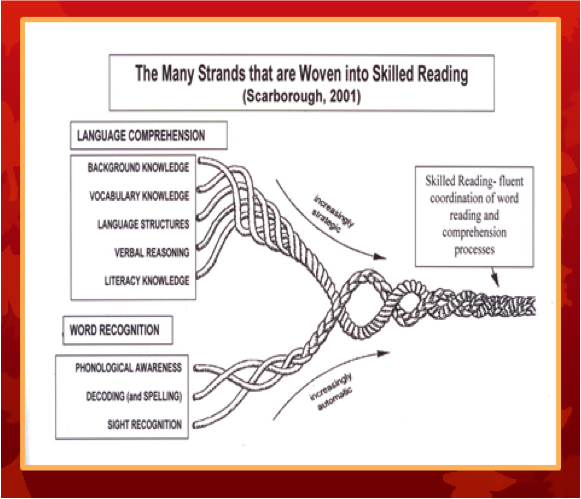 The Many Strands that are Woven into Skilled Reading
(Scarborough, 2001)
LANGUAGE COMPREHENSION
BACKGROUND KNOWLEDGE
VOCABULARY KNOWLEDGE
LANGUAGE STRUCTURES
VERBAL REASONING
LITERACY KNOWLEDGE
increasingly
strategic
Skilled Reading- fluent
coordination of word
reading and
comprehension
processes
WORD RECOGNITION
PHONOLOGICAL AWARENESS
DECODING (and SPELLING)
SIGHT RECOGNITION
increasingly
automatic